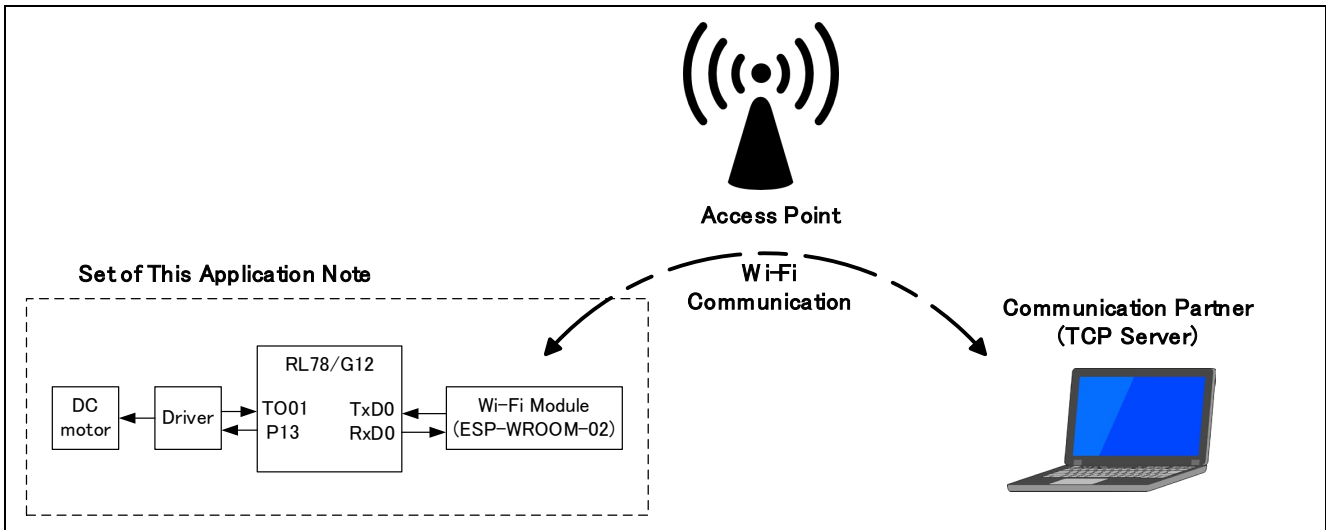 Access Point
Set of This Application Note
Wi-Fi
Communication
Communication Partner
(TCP Server)
RL78/G12
DC
motor
Driver
TO01
P13
TxD0
RxD0
Wi-Fi Module
(ESP-WROOM-02)